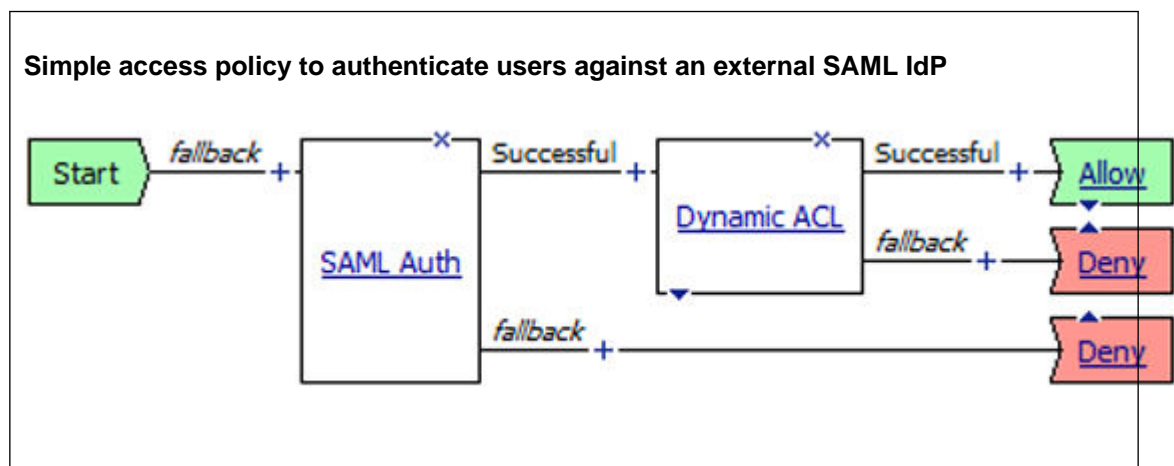 Simple access policy to authenticate users against an external SAML IdP
Start
fallback
SAML Auth
Successful
Dynamic ACL
Successful
Allow
fallback
Deny
fallback
Deny